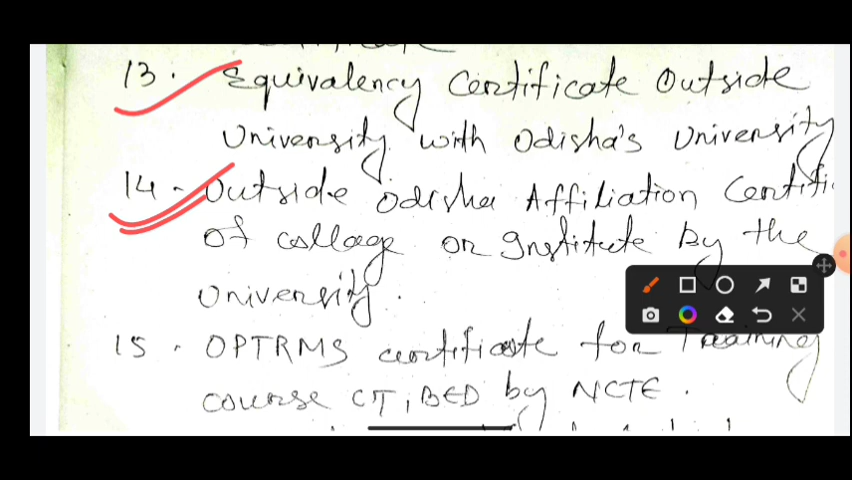 13. Equivalency Certificate Outside
University with Odisha's University
14 - Outside Odisha Affiliation Certifi
of collage or Institute by the
University.
15. OPTRMS certificate for Training
course CT, BED by NCTE.